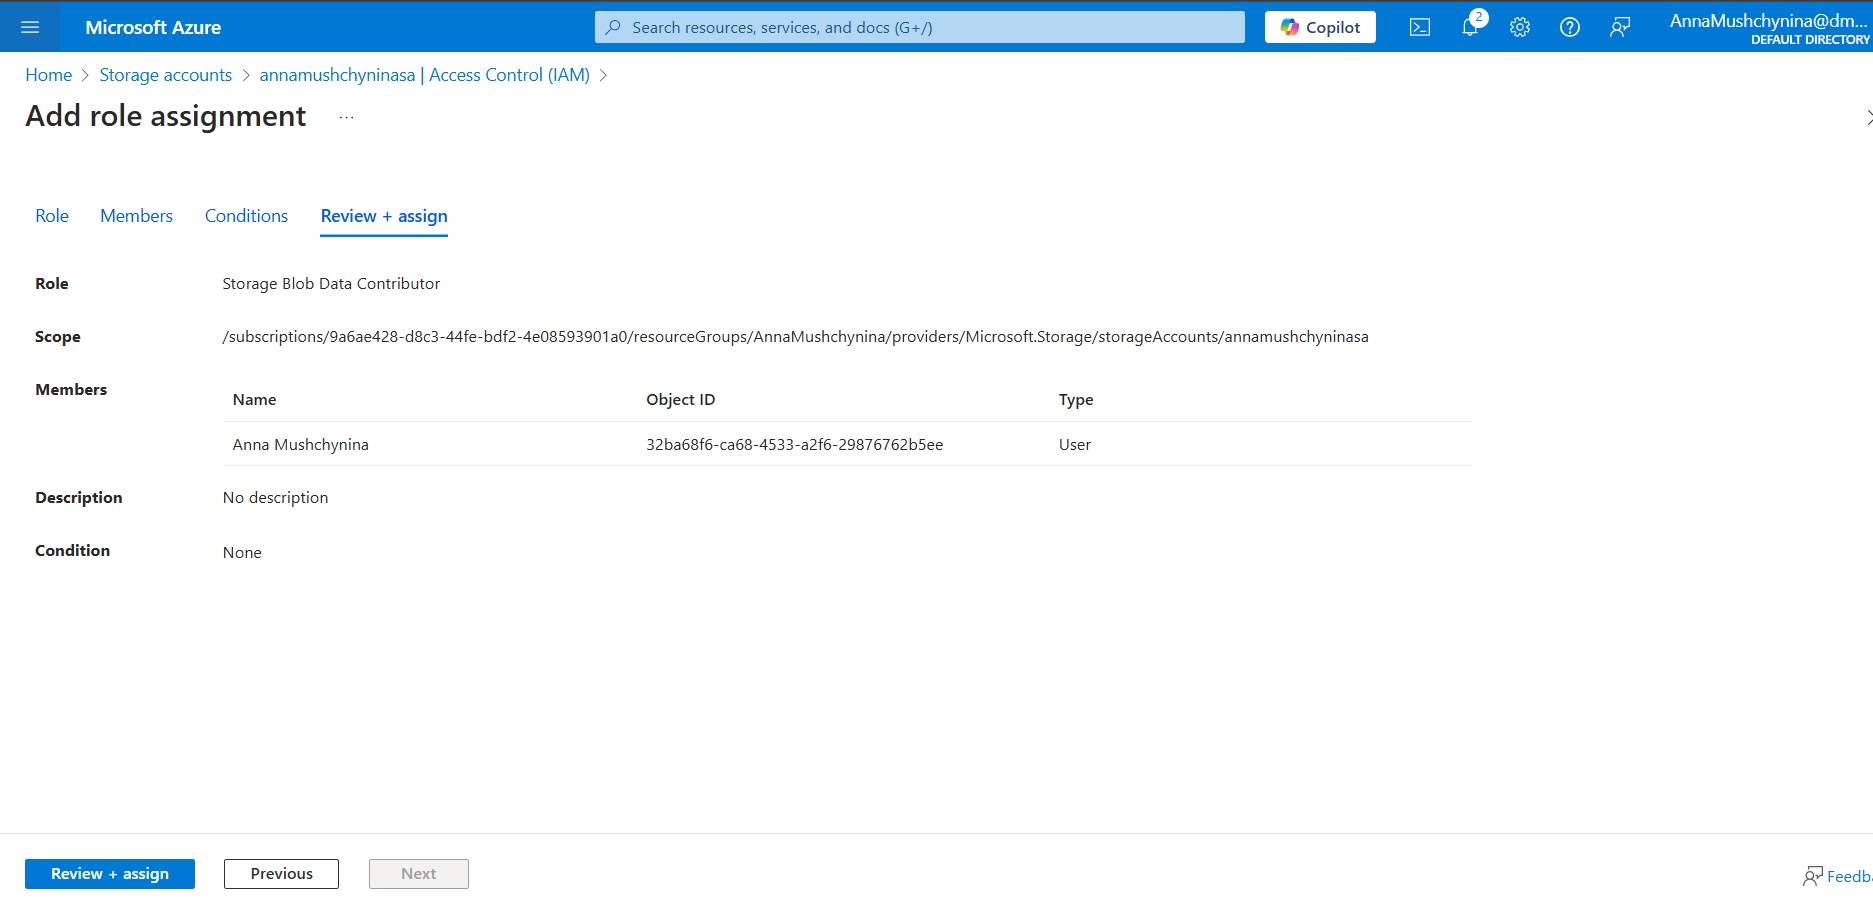 Microsoft Azure
Search resources, services, and docs (G+/)
Copilot
2
AnnaMushchynina@dm...
DEFAULT DIRECTORY
Home > Storage accounts > annamushchyninasa | Access Control (IAM) >
Add role assignment ...
Role Members Conditions Review + assign
Role Storage Blob Data Contributor
Scope /subscriptions/9a6ae428-d8c3-44fe-bdf2-4e08593901a0/resourceGroups/AnnaMushchynina/providers/Microsoft.Storage/storageAccounts/annamushchyninasa
Members
Name Object ID Type
Anna Mushchynina 32ba68f6-ca68-4533-a2f6-29876762b5ee User
Description No description
Condition None
Review + assign Previous Next
Feedba